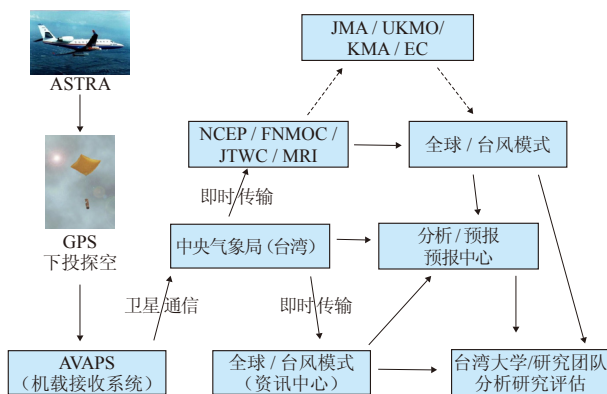 JMA / UKMO/
KMA / EC
ASTRA
NCEP / FNMOC /
JTWC / MRI
全球 / 台风模式
即时传输
GPS
下投探空
中央气象局（台湾）
分析 / 预报
预报中心
卫星通信
即时传输
AVAPS
（机载接收系统）
全球 / 台风模式
（资讯中心）
台湾大学/研究团队
分析研究评估